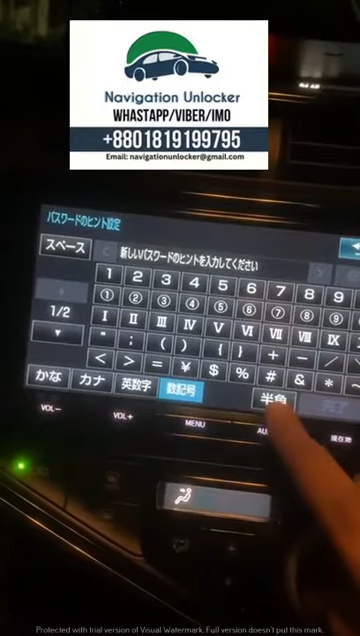 Navigation Unlocker
WHASTAPP/VIBER/IMO
+8801819199795
Email: navigationunlocker@gmail.com
パスワードのヒント設定
スペース
新しいパスワードのヒントを入力してください
1 2 3 4 5 6 7 8 9
① ② ③ ④ ⑤ ⑥ ⑦ ⑧ ⑨
1/2
Ⅰ Ⅱ Ⅲ Ⅳ Ⅴ Ⅵ Ⅶ Ⅷ Ⅸ
" ; ( ) { } + −
< > = ¥ $ % # & *
かな カナ 英数字 数記号 半角
VOL− VOL+ MENU 現在地
Protected with trial version of Visual Watermark. Full version doesn't put this mark.